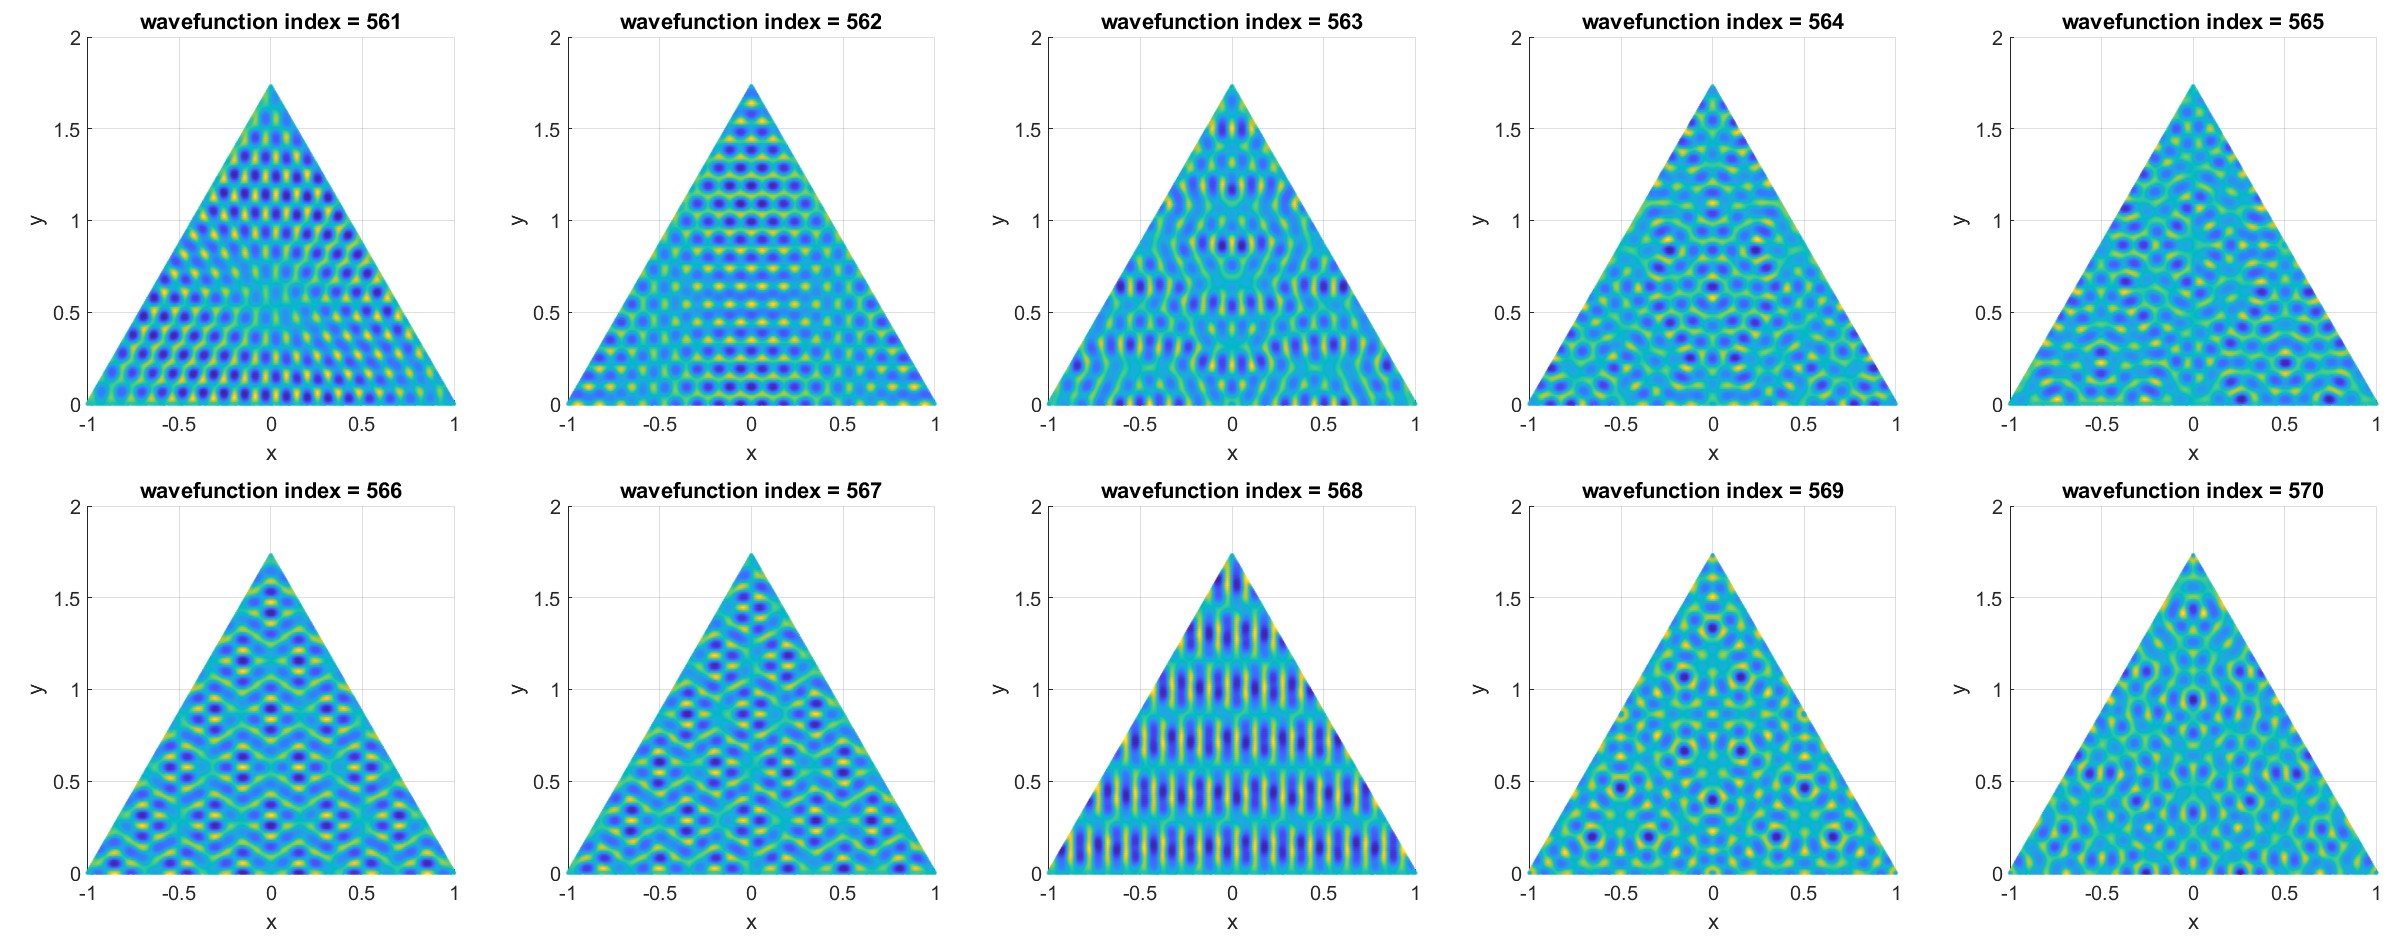 wavefunction index = 561
2
1.5
1
0.5
0
y
-1 -0.5 0 0.5 1
x
wavefunction index = 562
2
1.5
1
0.5
0
y
-1 -0.5 0 0.5 1
x
wavefunction index = 563
2
1.5
1
0.5
0
y
-1 -0.5 0 0.5 1
x
wavefunction index = 564
2
1.5
1
0.5
0
y
-1 -0.5 0 0.5 1
x
wavefunction index = 565
2
1.5
1
0.5
0
y
-1 -0.5 0 0.5 1
x
wavefunction index = 566
2
1.5
1
0.5
0
y
-1 -0.5 0 0.5 1
x
wavefunction index = 567
2
1.5
1
0.5
0
y
-1 -0.5 0 0.5 1
x
wavefunction index = 568
2
1.5
1
0.5
0
y
-1 -0.5 0 0.5 1
x
wavefunction index = 569
2
1.5
1
0.5
0
y
-1 -0.5 0 0.5 1
x
wavefunction index = 570
2
1.5
1
0.5
0
y
-1 -0.5 0 0.5 1
x